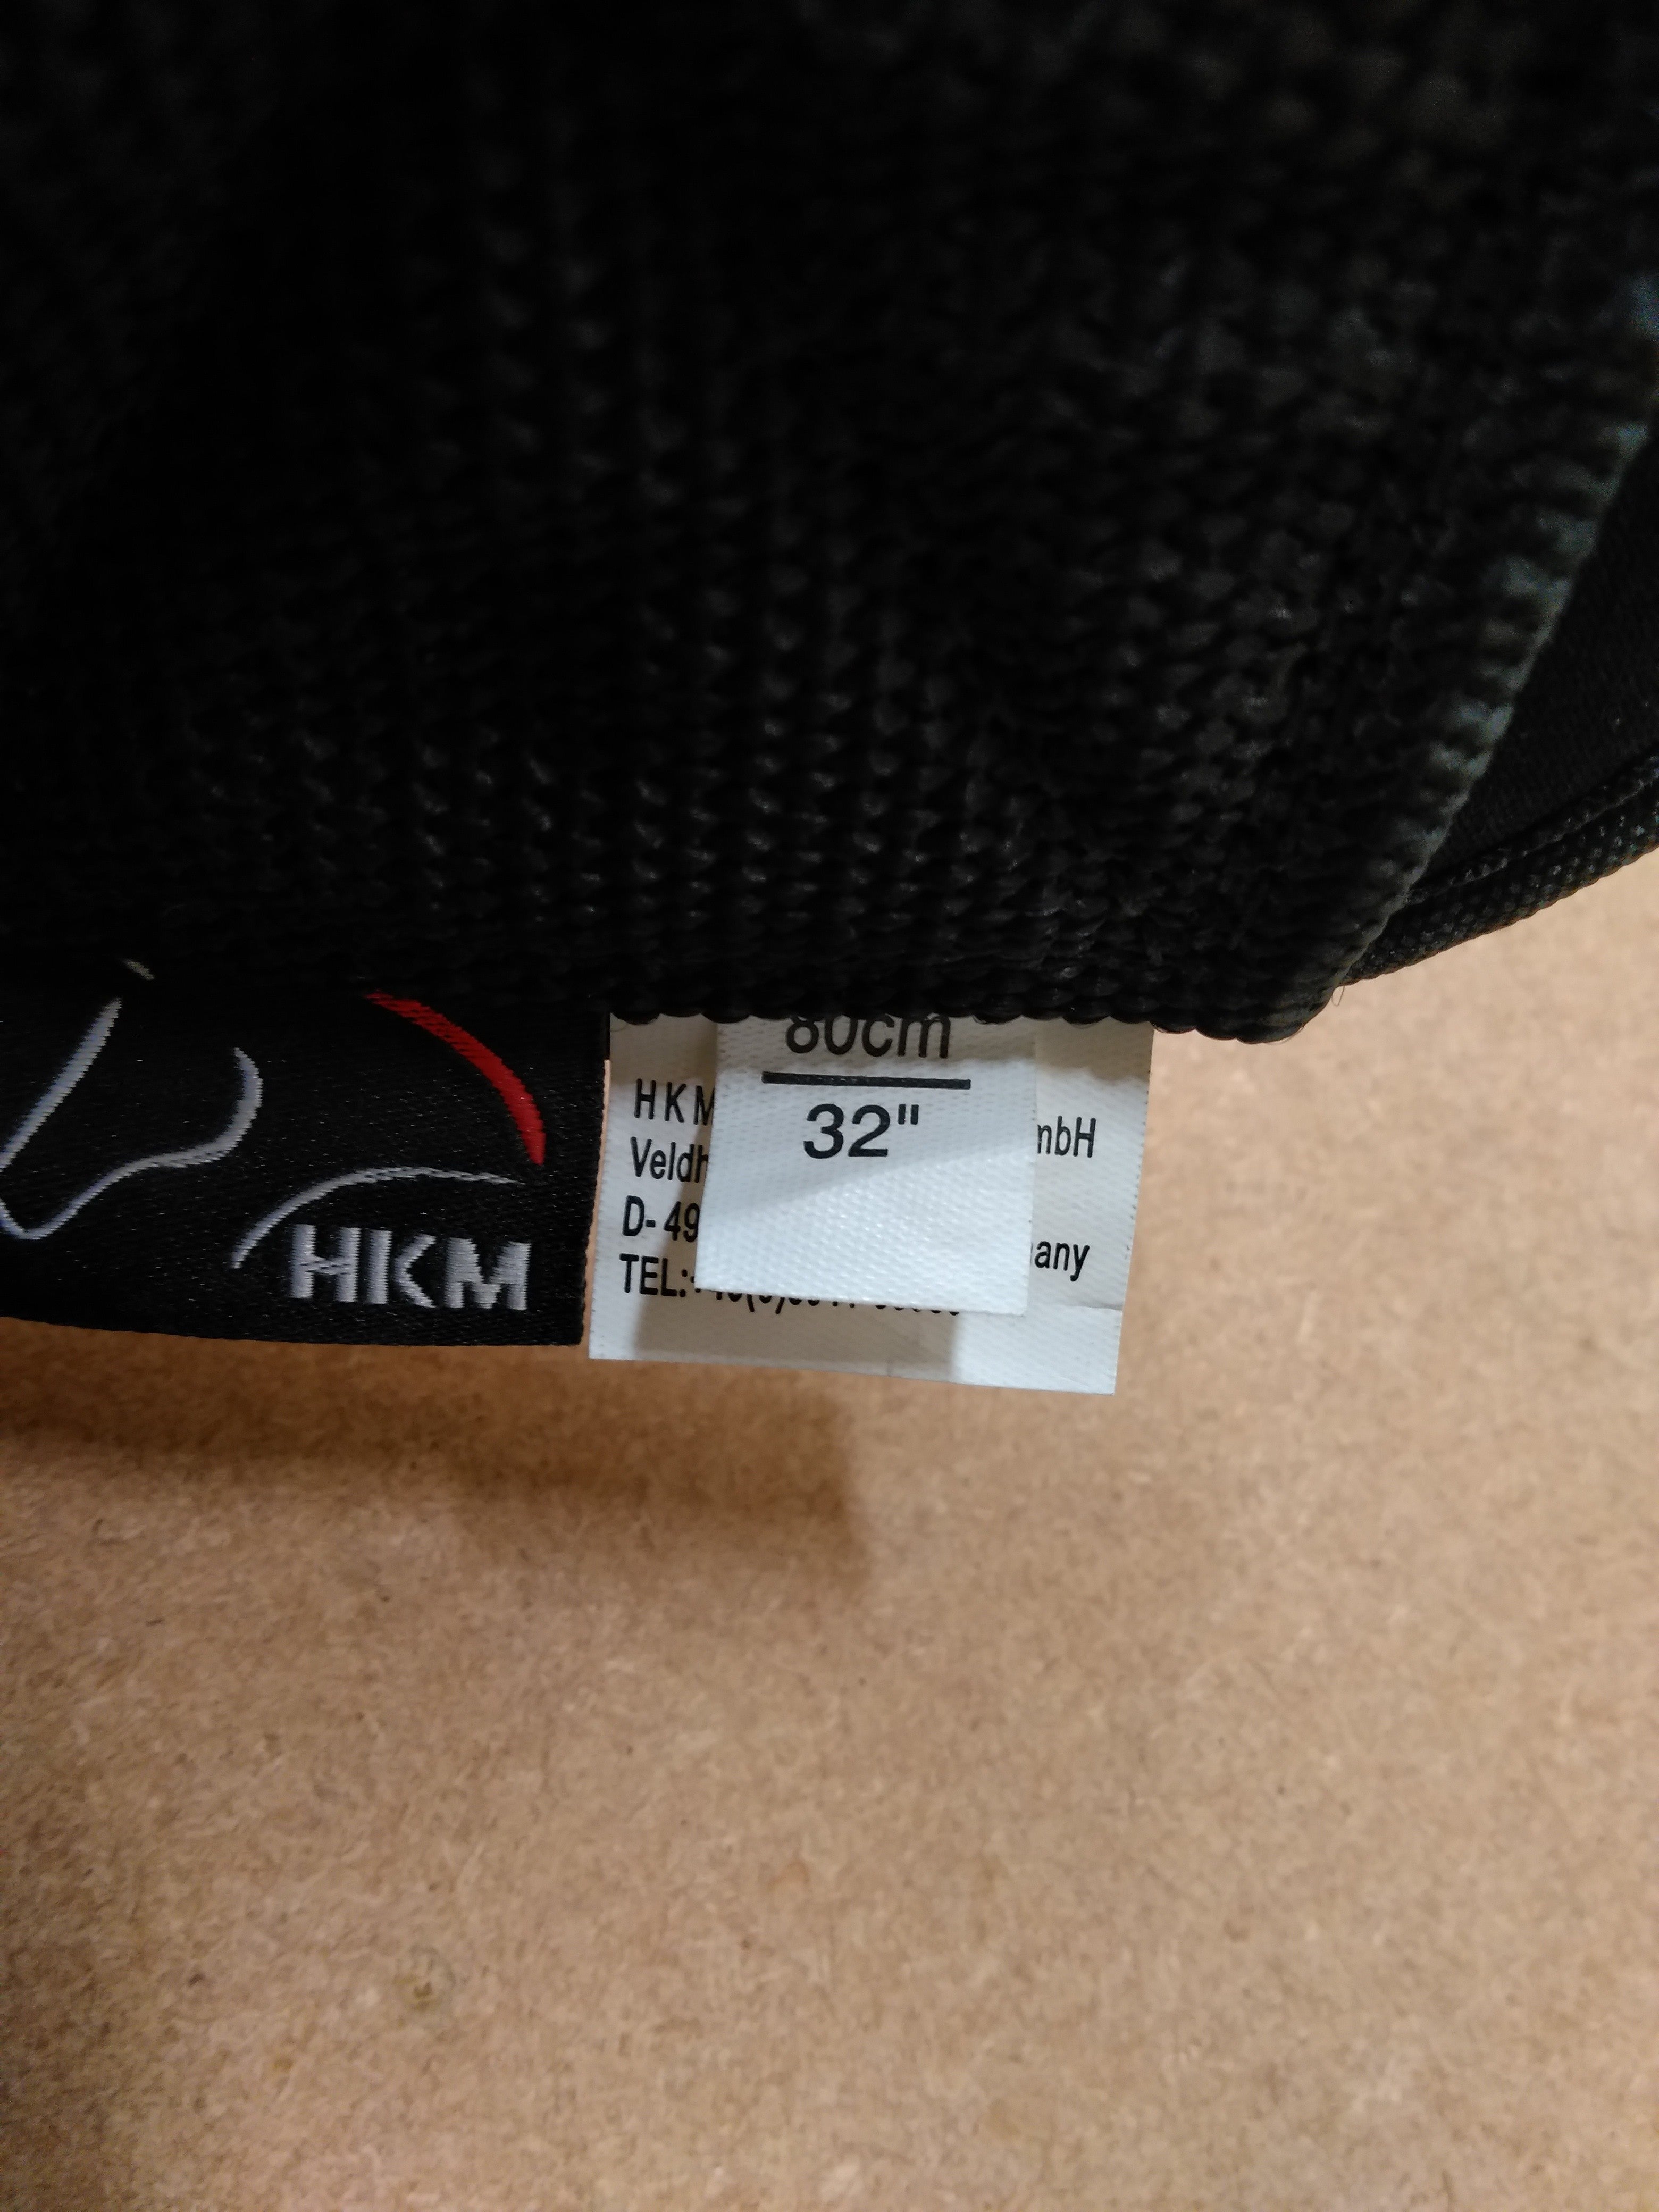 HKM
80cm
32"
HKM
mbH
Veldh
D-49
any
TEL: